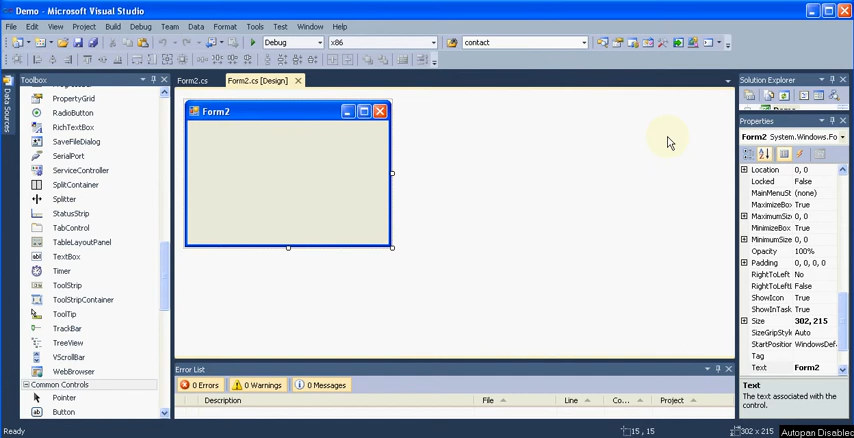 Demo - Microsoft Visual Studio
File Edit View Project Build Debug Team Data Format Tools Test Window Help
Debug x86 contact
Data Sources
Toolbox
PropertyGrid
RadioButton
RichTextBox
SaveFileDialog
SerialPort
ServiceController
SplitContainer
Splitter
StatusStrip
TabControl
TableLayoutPanel
TextBox
Timer
ToolStrip
ToolStripContainer
ToolTip
TrackBar
TreeView
VScrollBar
WebBrowser
Common Controls
Pointer
Button
Form2.cs Form2.cs [Design]
Form2
Error List
0 Errors 0 Warnings 0 Messages
Description File Line Co... Project
Solution Explorer
Properties
Form2 System.Windows.Fo
Location 0, 0
Locked False
MainMenuSt (none)
MaximizeBox True
MaximumSize 0, 0
MinimizeBox True
MinimumSize 0, 0
Opacity 100%
Padding 0, 0, 0, 0
RightToLeft No
RightToLeftL False
ShowIcon True
ShowInTask True
Size 302, 215
SizeGripStyle Auto
StartPosition WindowsDef
Tag
Text Form2
Text
The text associated with the control.
Ready 15 , 15 302 x 215
Autopan Disabled